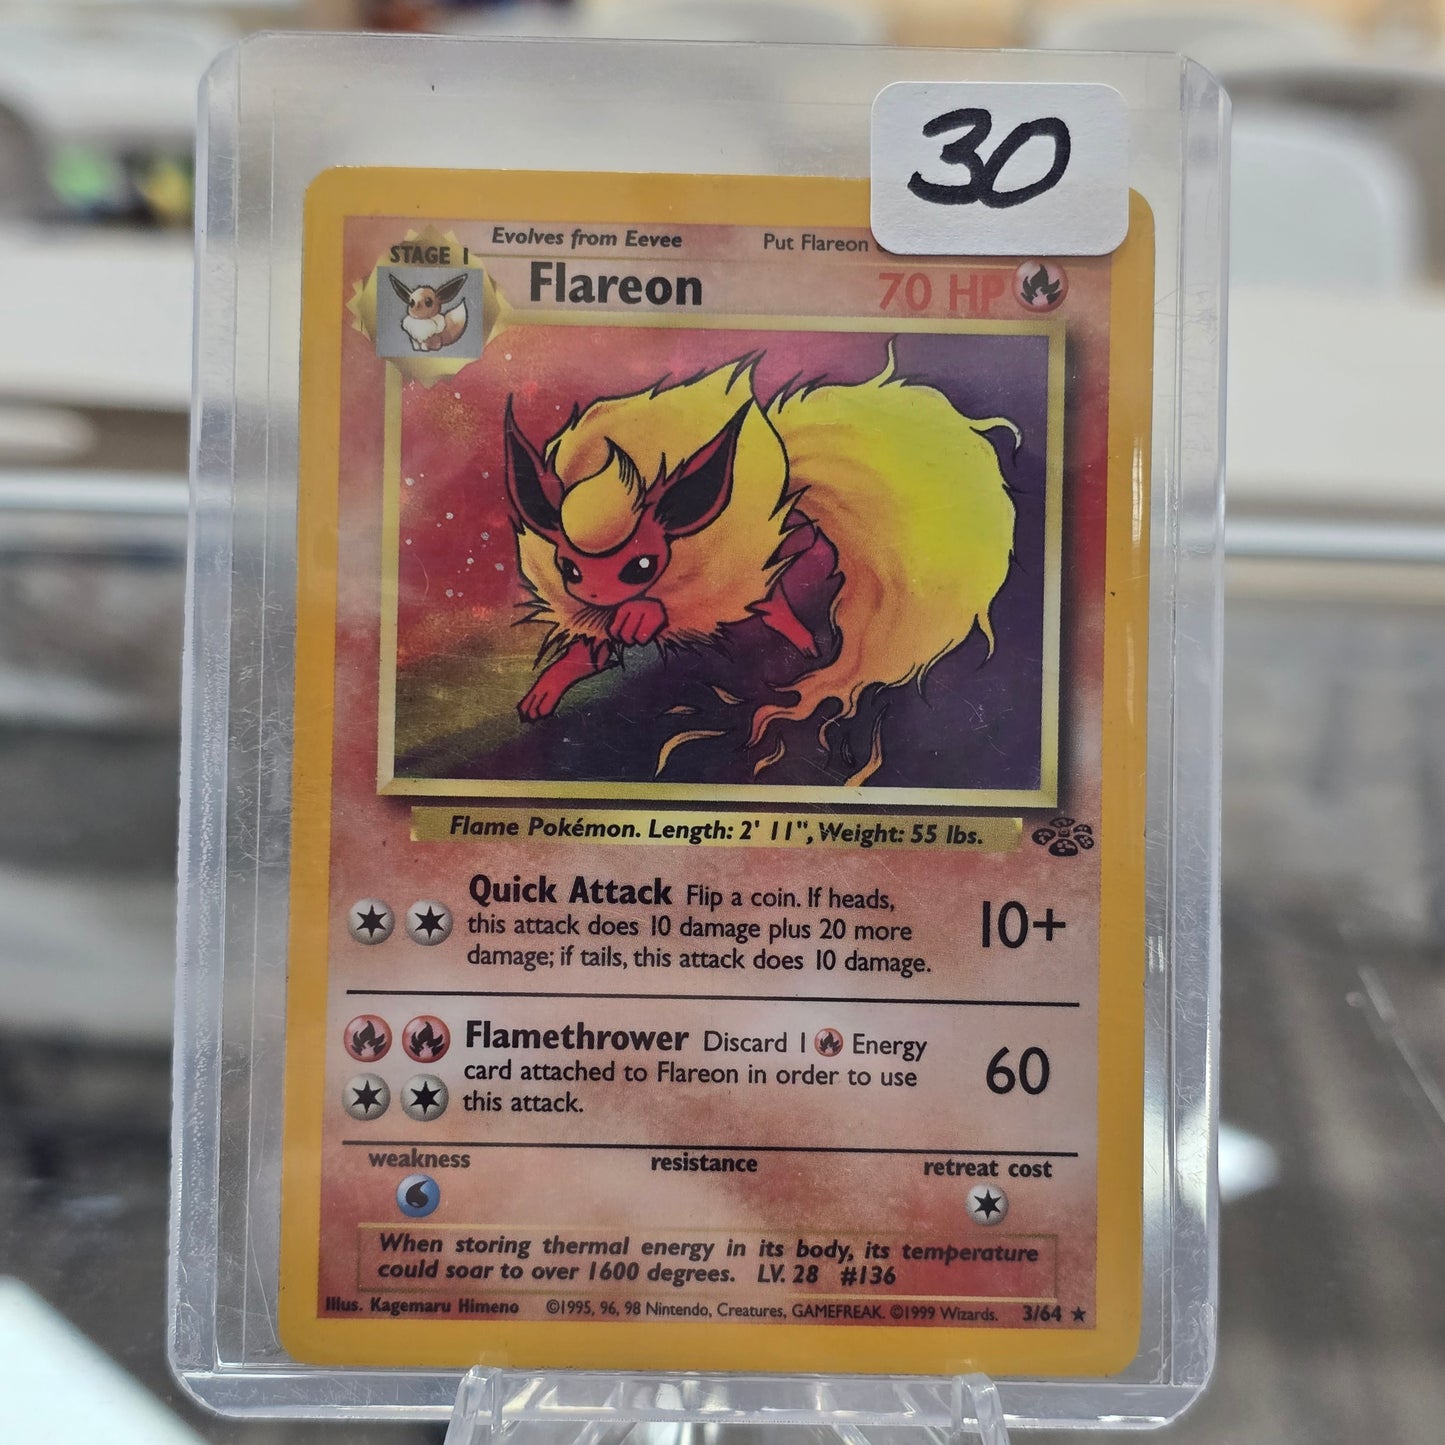 30
Evolves from Eevee
Put Flareon
STAGE 1
Flareon
70 HP
Flame Pokémon. Length: 2' 11", Weight: 55 lbs.
Quick Attack Flip a coin. If heads,
this attack does 10 damage plus 20 more
damage; if tails, this attack does 10 damage.
10+
Flamethrower Discard 1 Energy
card attached to Flareon in order to use
this attack.
60
weakness
resistance
retreat cost
When storing thermal energy in its body, its temperature
could soar to over 1600 degrees. LV. 28 #136
Illus. Kagemaru Himeno ©1995, 96, 98 Nintendo, Creatures, GAMEFREAK. ©1999 Wizards. 3/64 ★